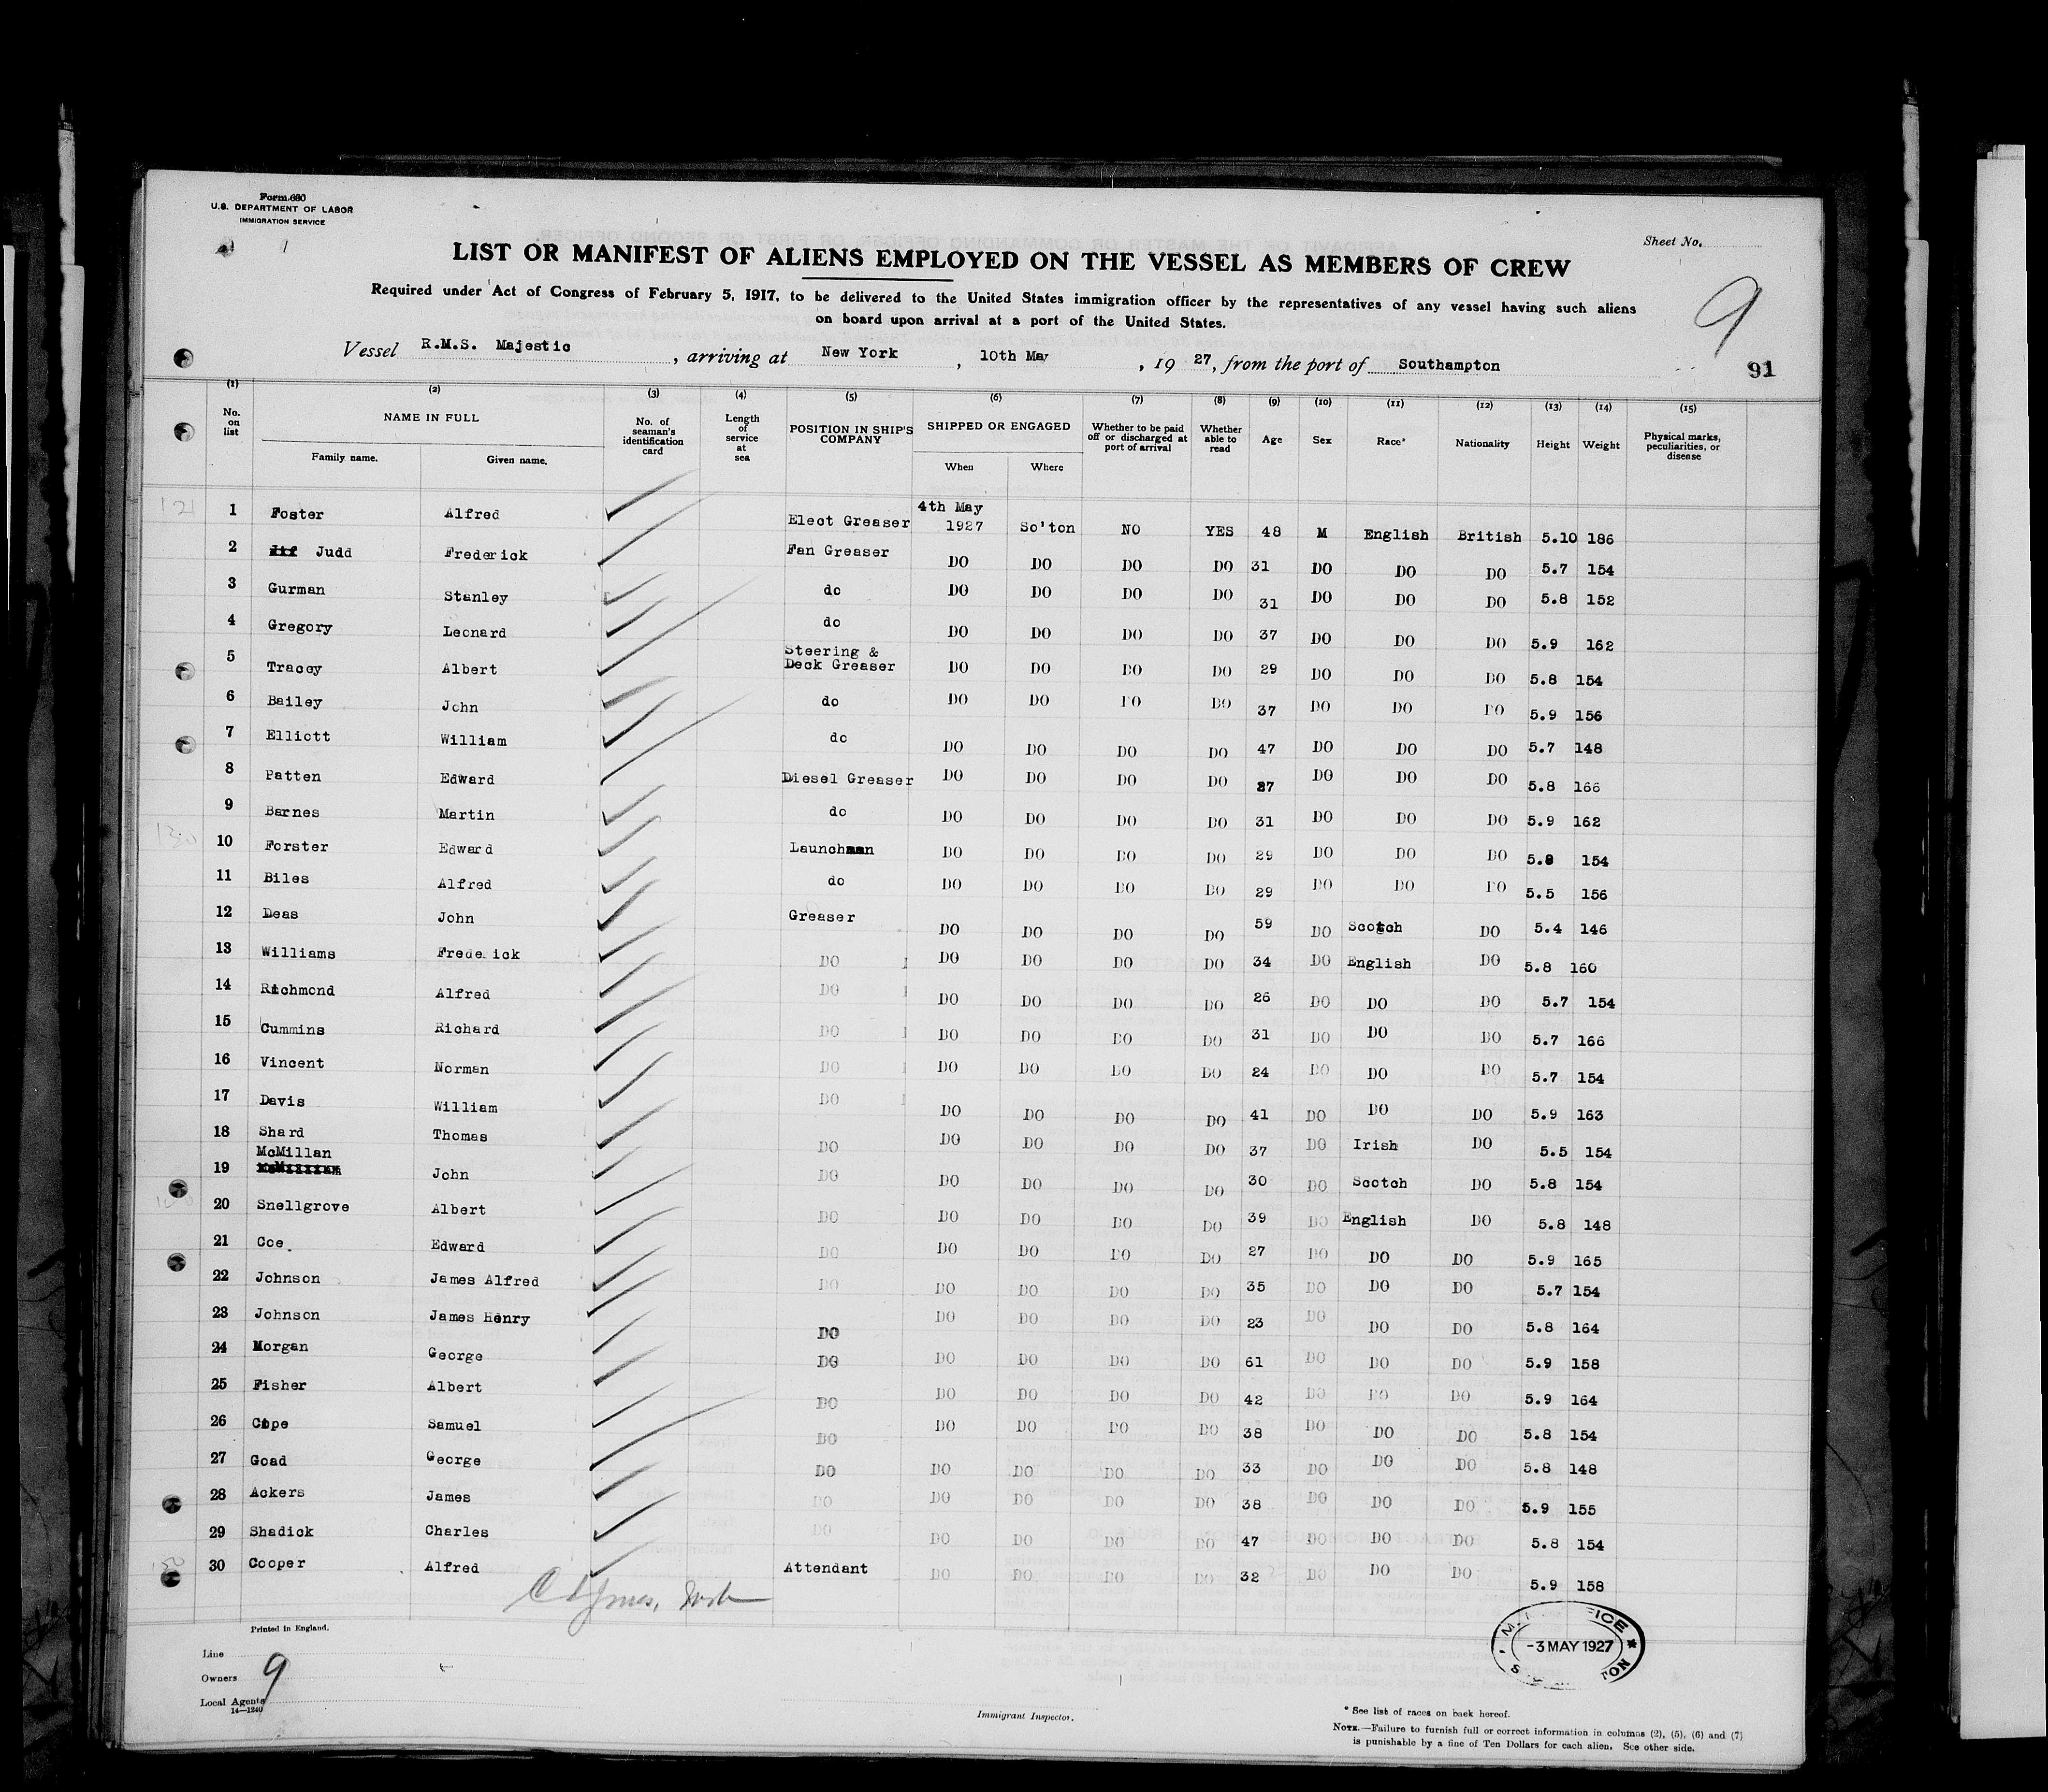 Form 680
U.S. DEPARTMENT OF LABOR
IMMIGRATION SERVICE
Sheet No.
LIST OR MANIFEST OF ALIENS EMPLOYED ON THE VESSEL AS MEMBERS OF CREW
Required under Act of Congress of February 5, 1917, to be delivered to the United States immigration officer by the representatives of any vessel having such aliens
on board upon arrival at a port of the United States.
9
Vessel R.M.S. Majestic, arriving at New York, 10th May, 19 27, from the port of Southampton
91
(1) (2) (3) (4) (5) (6) (7) (8) (9) (10) (11) (12) (13) (14) (15)
No. on list NAME IN FULL Family name. Given name. No. of seaman's identification card Length of service at sea POSITION IN SHIP'S COMPANY SHIPPED OR ENGAGED When Where Whether to be paid off or discharged at port of arrival Whether able to read Age Sex Race* Nationality Height Weight Physical marks, peculiarities, or disease
1 Foster Alfred Elect Greaser 4th May 1927 So'ton NO YES 48 M English British 5.10 186
2 Judd Frederick Fan Greaser DO DO DO DO 31 DO DO DO 5.7 154
3 Gurman Stanley do DO DO DO DO 31 DO DO DO 5.8 152
4 Gregory Leonard do DO DO DO DO 37 DO DO DO 5.9 162
5 Tracey Albert Steering & Deck Greaser DO DO DO DO 29 DO DO DO 5.8 154
6 Bailey John do DO DO DO DO 37 DO DO DO 5.9 156
7 Elliott William do DO DO DO DO 47 DO DO DO 5.7 148
8 Patten Edward Diesel Greaser DO DO DO DO 27 DO DO DO 5.8 166
9 Barnes Martin do DO DO DO DO 31 DO DO DO 5.9 162
10 Forster Edward Launchman DO DO DO DO 29 DO DO DO 5.8 154
11 Biles Alfred do DO DO DO DO 29 DO DO DO 5.5 156
12 Deas John Greaser DO DO DO DO 59 DO Scotch DO 5.4 146
13 Williams Frede ick DO DO DO DO DO 34 DO English DO 5.8 160
14 Richmond Alfred DO DO DO DO DO 26 DO DO DO 5.7 154
15 Cummins Richard DO DO DO DO DO 31 DO DO DO 5.7 166
16 Vincent Norman DO DO DO DO DO 24 DO DO DO 5.7 154
17 Davis William DO DO DO DO DO 41 DO DO DO 5.9 163
18 Shard Thomas DO DO DO DO DO 37 DO Irish DO 5.5 154
19 McMillan John DO DO DO DO DO 30 DO Scotch DO 5.8 154
20 Snellgrove Albert DO DO DO DO DO 39 DO English DO 5.8 148
21 Coe Edward DO DO DO DO DO 27 DO DO DO 5.9 165
22 Johnson James Alfred DO DO DO DO DO 35 DO DO DO 5.7 154
23 Johnson James Henry DO DO DO DO DO 23 DO DO DO 5.8 164
24 Morgan George DO DO DO DO DO 61 DO DO DO 5.9 158
25 Fisher Albert DO DO DO DO DO 42 DO DO DO 5.9 164
26 Cope Samuel DO DO DO DO DO 38 DO DO DO 5.8 154
27 Goad George DO DO DO DO DO 33 DO DO DO 5.8 148
28 Ackers James DO DO DO DO DO 38 DO DO DO 5.9 155
29 Shadick Charles DO DO DO DO DO 47 DO DO DO 5.8 154
30 Cooper Alfred Attendant DO DO DO DO 32 DO DO DO 5.9 158
Printed in England.
Line
Owners 9
Local Agents
14—1240
Immigrant Inspector.
-3 MAY 1927
* See list of races on back hereof.
NOTE.—Failure to furnish full or correct information in columns (2), (5), (6) and (7)
is punishable by a fine of Ten Dollars for each alien. See other side.